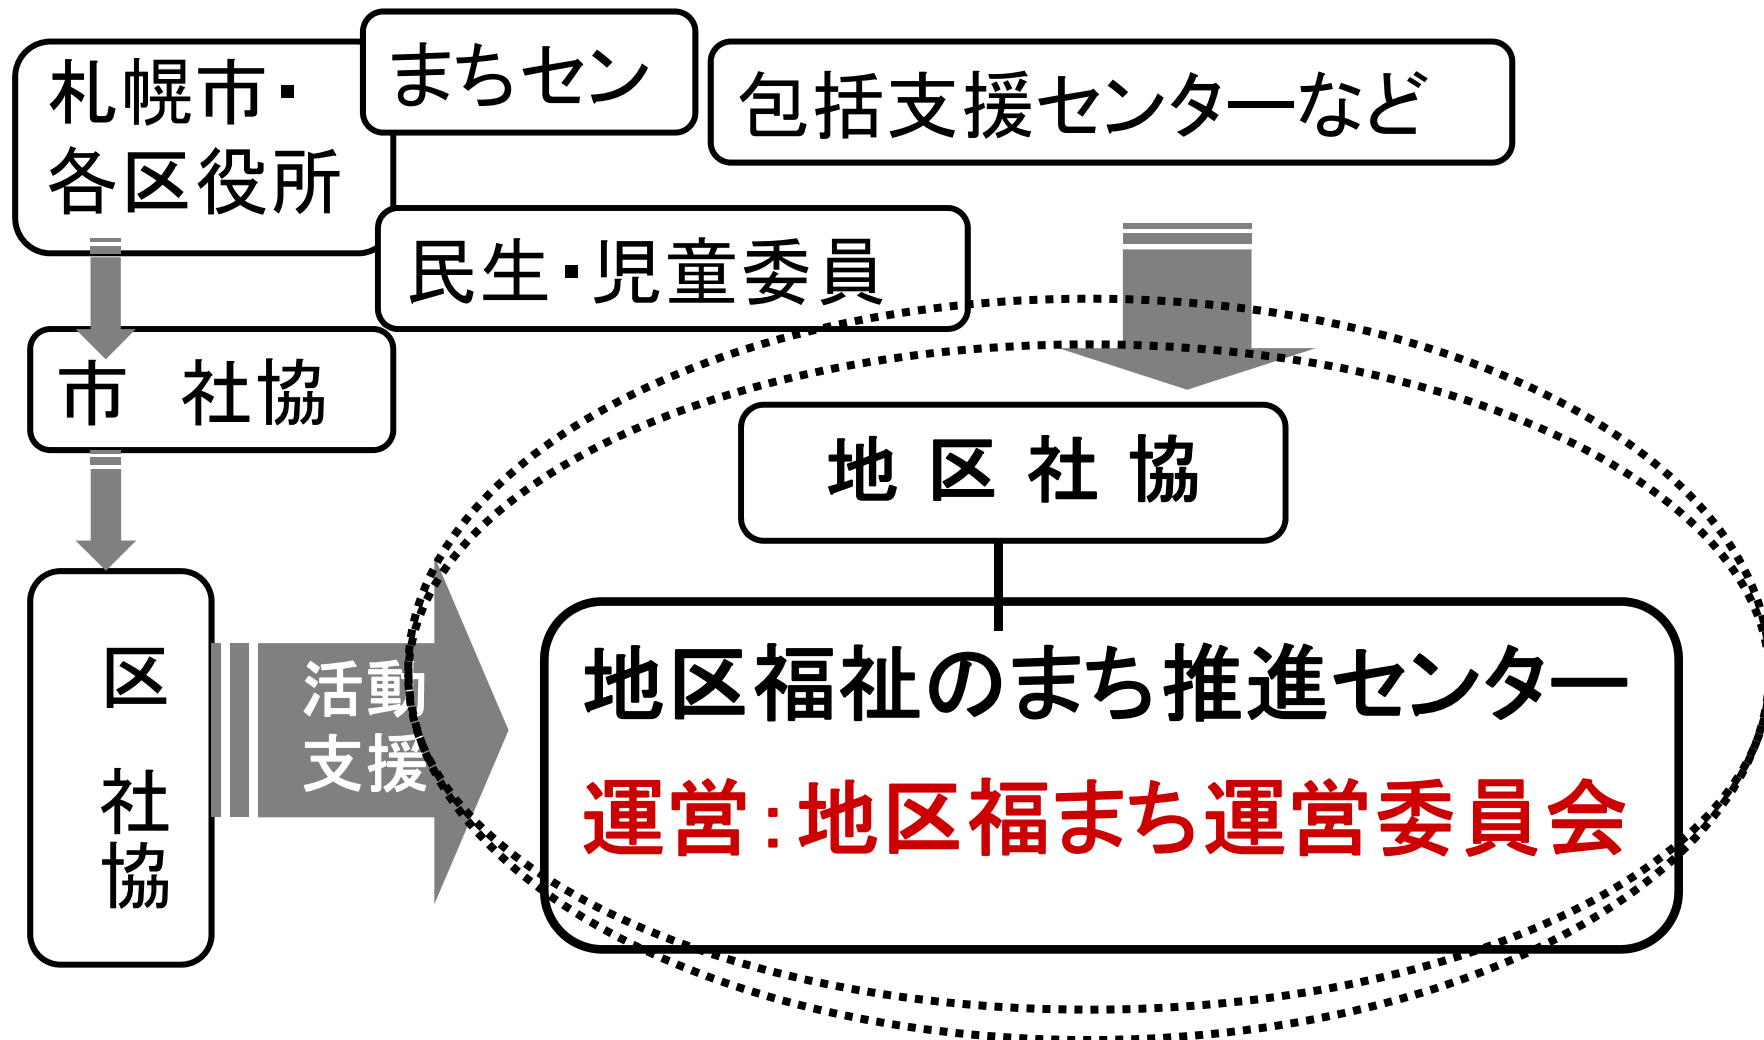 札幌市・
各区役所
まちセン
包括支援センターなど
民生・児童委員
市　社協
地 区 社 協
区
社
協
活動
支援
地区福祉のまち推進センター
運営：地区福まち運営委員会